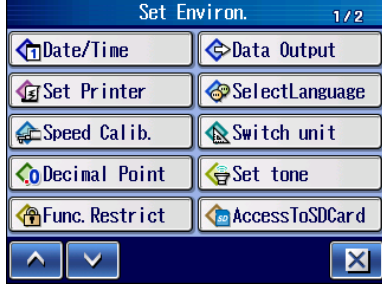 Set Environ. 1/2
Date/Time Data Output
Set Printer SelectLanguage
Speed Calib. Switch unit
Decimal Point Set tone
Func.Restrict AccessToSDCard